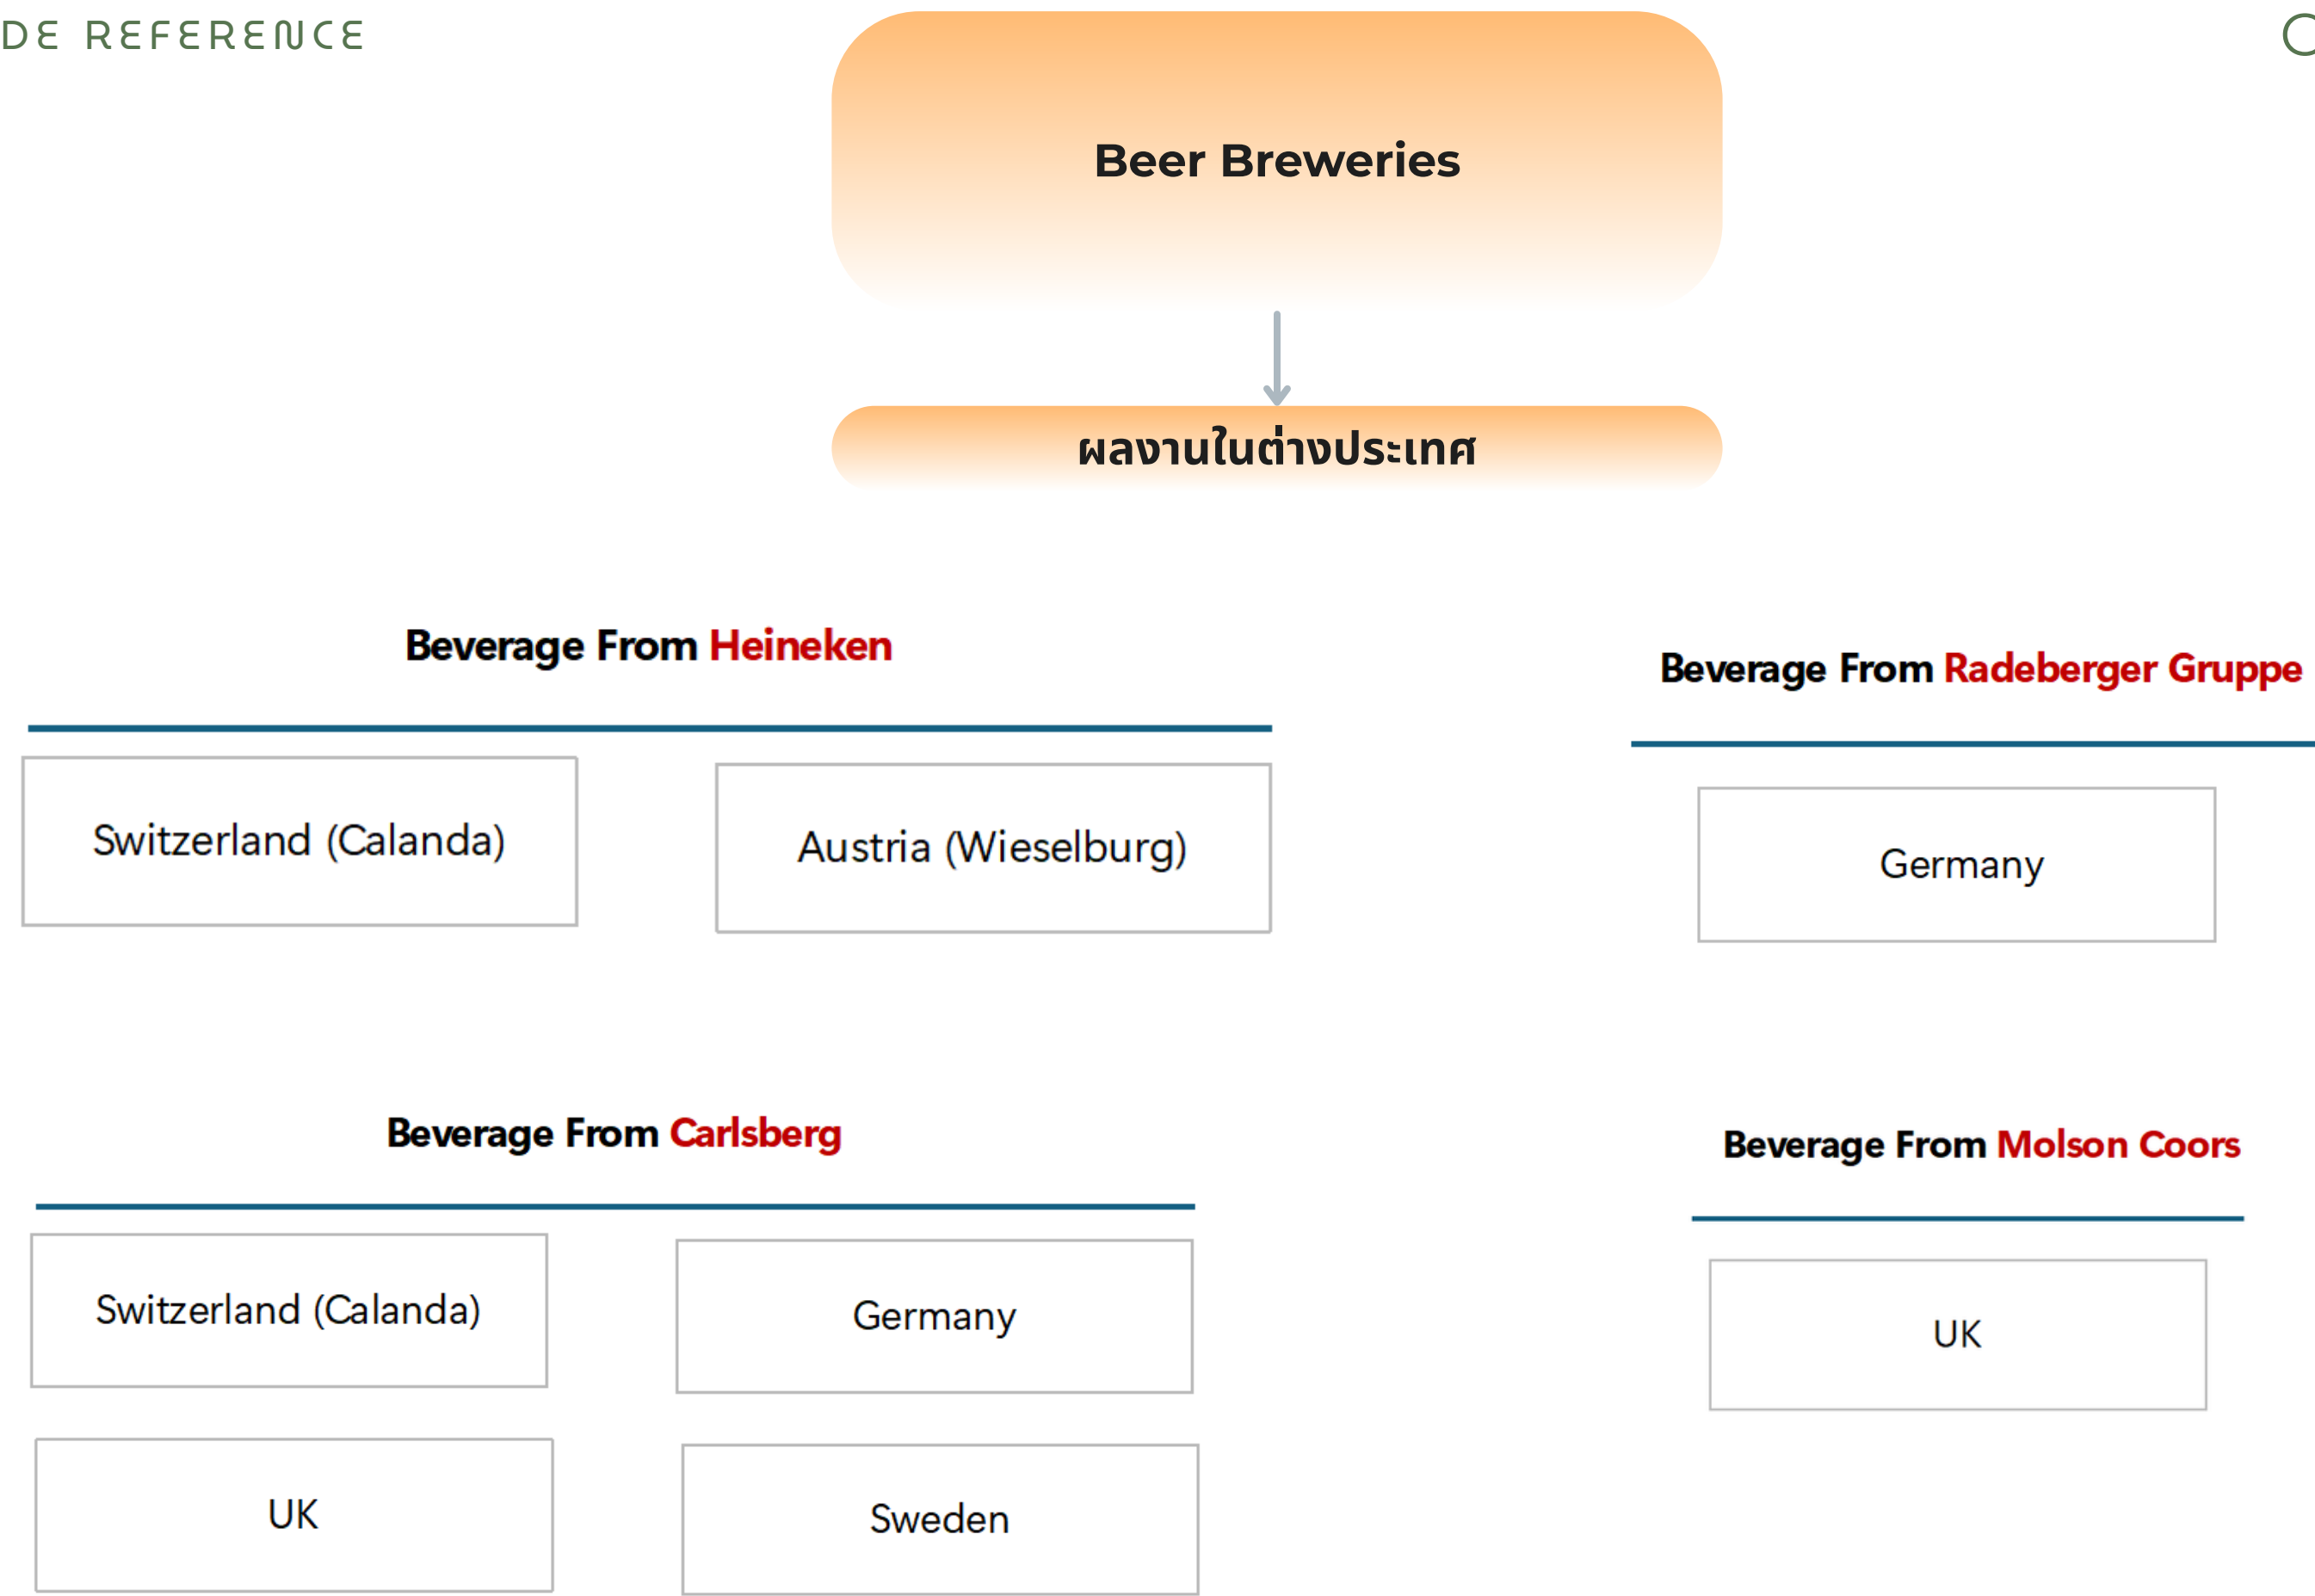 DE REFERENCE
Beer Breweries
ผลงานในต่างประเทศ
Beverage From Heineken
Switzerland (Calanda)
Austria (Wieselburg)
Beverage From Radeberger Gruppe
Germany
Beverage From Carlsberg
Switzerland (Calanda)
Germany
UK
Sweden
Beverage From Molson Coors
UK